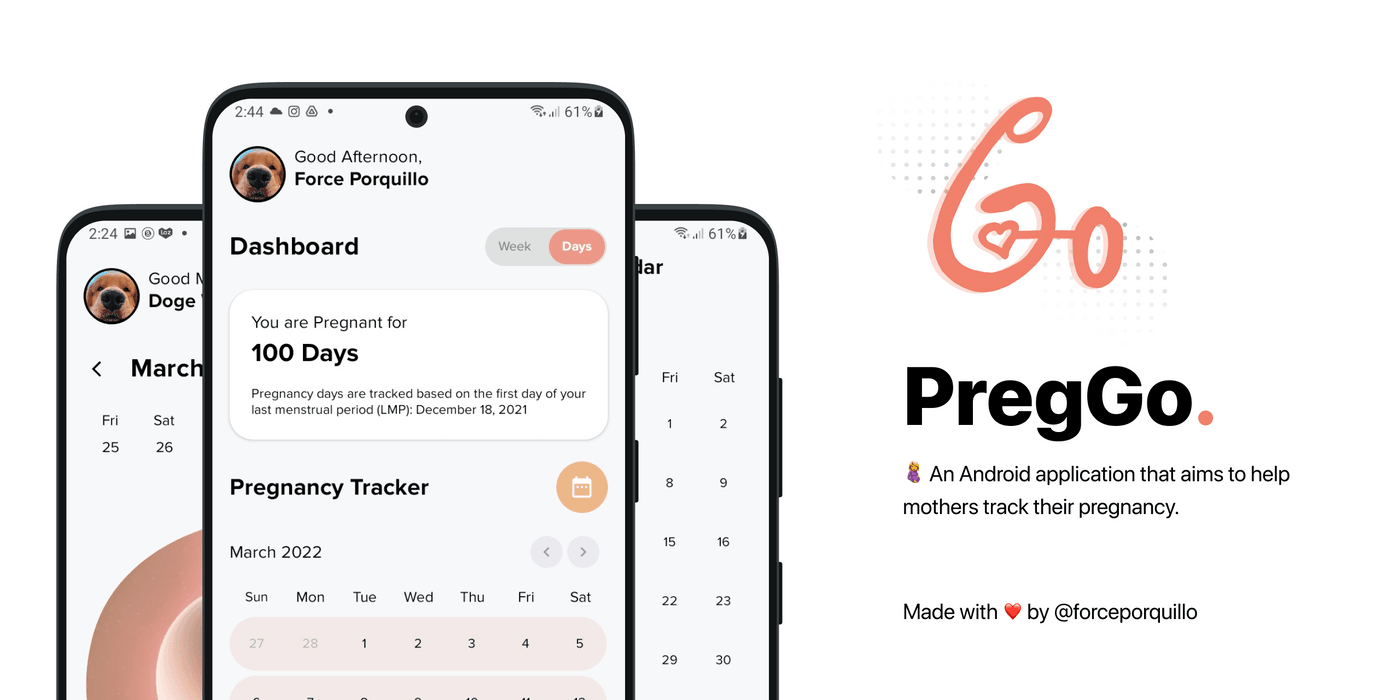 2:24
Good M
Doge
March
Fri Sat
25 26
2:44 61%
Good Afternoon,
Force Porquillo
Dashboard
Week Days
You are Pregnant for
100 Days
Pregnancy days are tracked based on the first day of your
last menstrual period (LMP): December 18, 2021
Pregnancy Tracker
March 2022
Sun Mon Tue Wed Thu Fri Sat
27 28 1 2 3 4 5
61%
dar
Fri Sat
1 2
8 9
15 16
22 23
29 30
Go
PregGo.
🤰 An Android application that aims to help
mothers track their pregnancy.
Made with ❤️ by @forceporquillo